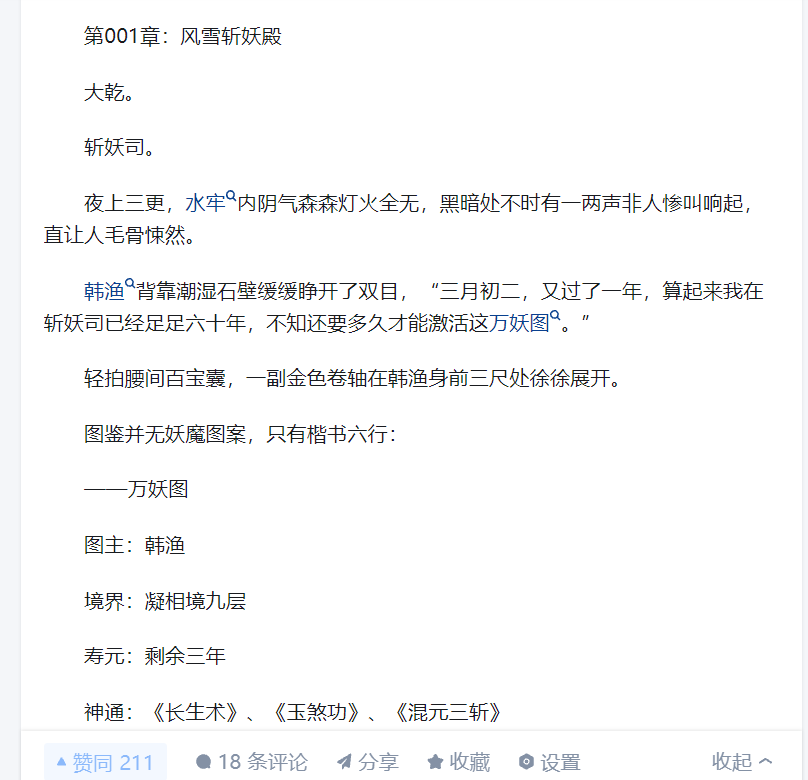 第001章：风雪斩妖殿
大乾。
斩妖司。
夜上三更，水牢内阴气森森灯火全无，黑暗处不时有一两声非人惨叫响起，
直让人毛骨悚然。
韩渔背靠潮湿石壁缓缓睁开了双目，“三月初二，又过了一年，算起来我在
斩妖司已经足足六十年，不知还要多久才能激活这万妖图。”
轻拍腰间百宝囊，一副金色卷轴在韩渔身前三尺处徐徐展开。
图鉴并无妖魔图案，只有楷书六行：
——万妖图
图主：韩渔
境界：凝相境九层
寿元：剩余三年
神通：《长生术》、《玉煞功》、《混元三斩》
赞同 211 18 条评论 分享 收藏 设置 收起